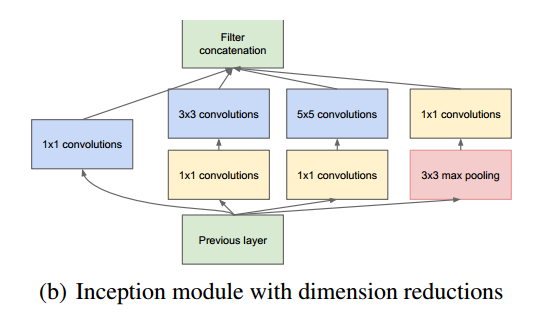 Filter
concatenation
3x3 convolutions
5x5 convolutions
1x1 convolutions
1x1 convolutions
1x1 convolutions
1x1 convolutions
3x3 max pooling
Previous layer
(b) Inception module with dimension reductions